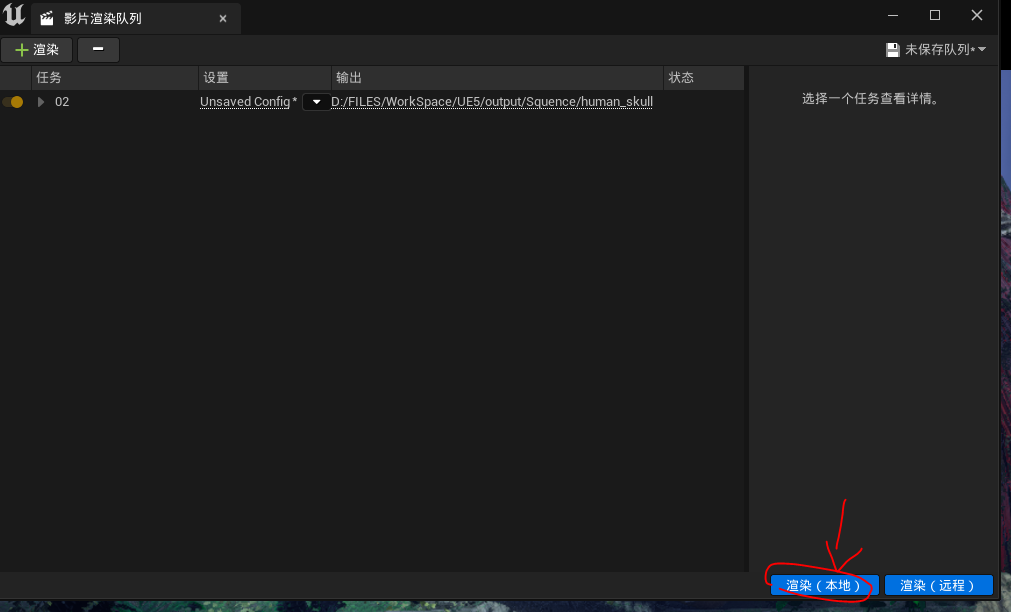 影片渲染队列
渲染
未保存队列*
任务 设置 输出 状态
02 Unsaved Config* D:/FILES/WorkSpace/UE5/output/Squence/human_skull
选择一个任务查看详情。
渲染（本地） 渲染（远程）